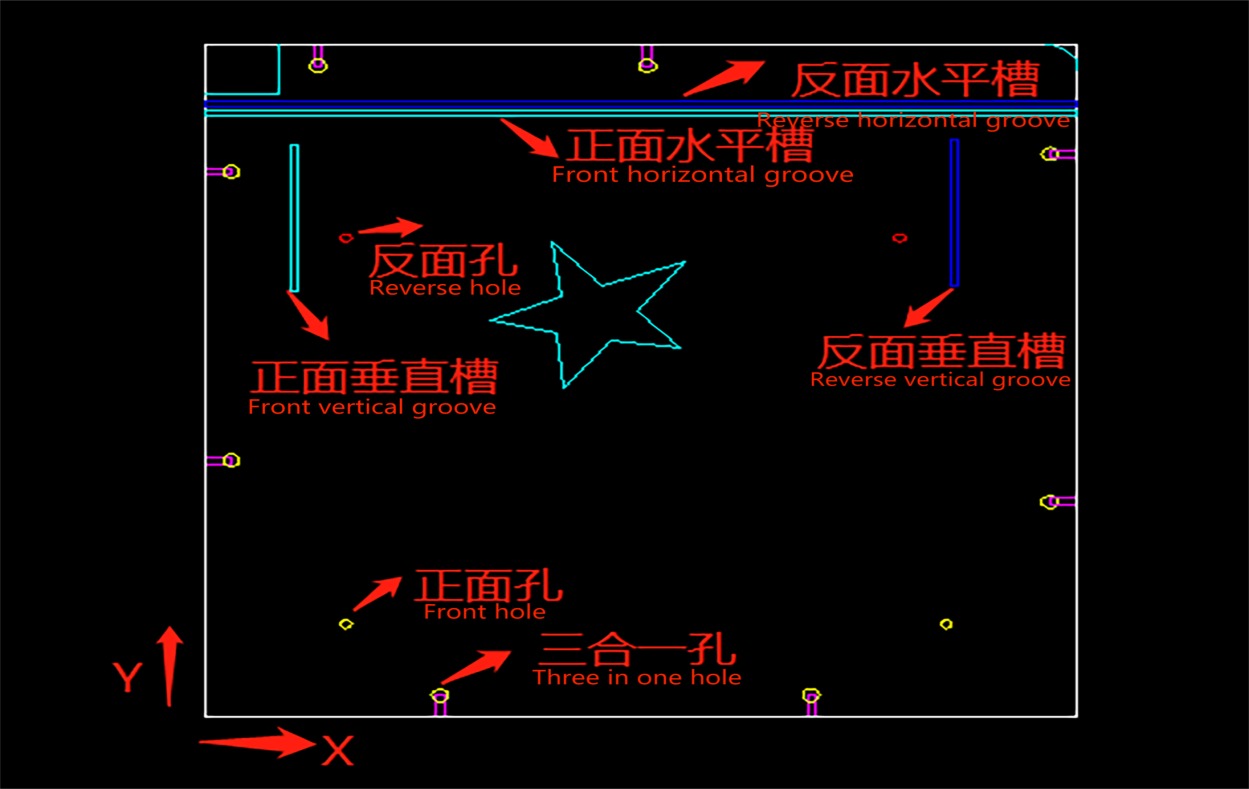 反面水平槽
Reverse horizontal groove
正面水平槽
Front horizontal groove
反面孔
Reverse hole
反面垂直槽
Reverse vertical groove
正面垂直槽
Front vertical groove
正面孔
Front hole
三合一孔
Three in one hole
Y
X